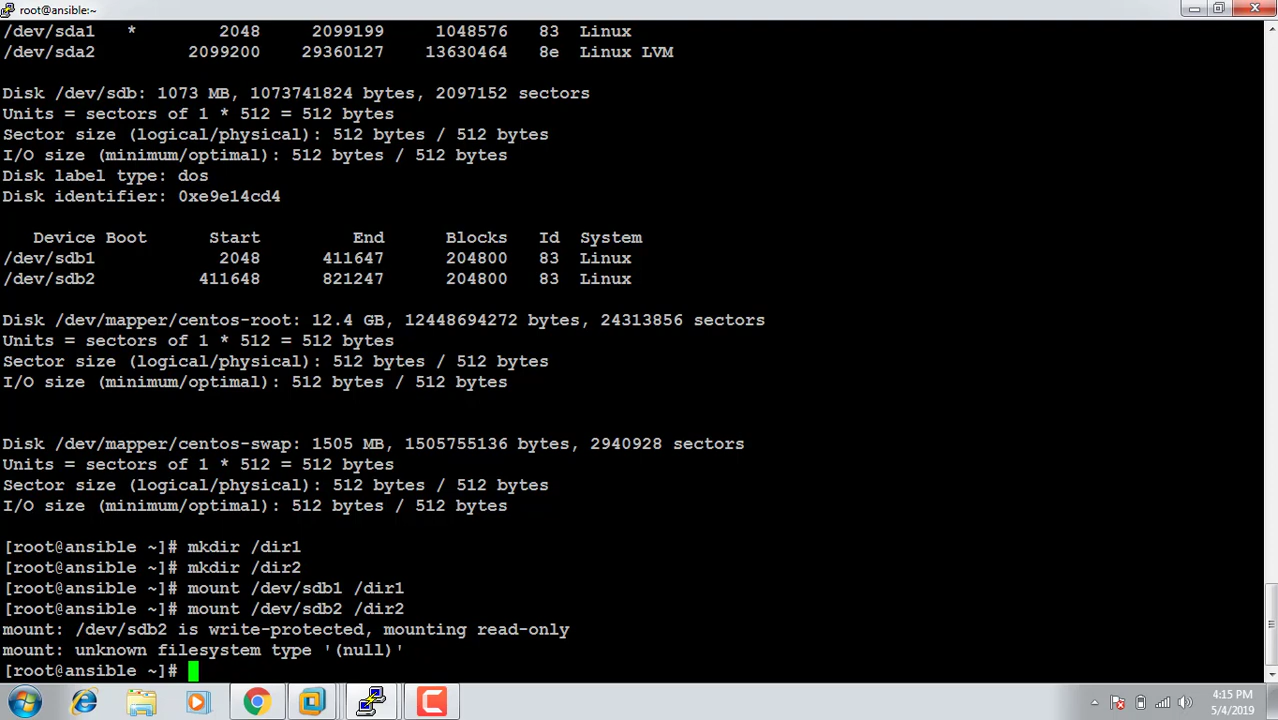 root@ansible:~
/dev/sda1   *        2048     2099199     1048576   83  Linux
/dev/sda2         2099200    29360127    13630464   8e  Linux LVM
Disk /dev/sdb: 1073 MB, 1073741824 bytes, 2097152 sectors
Units = sectors of 1 * 512 = 512 bytes
Sector size (logical/physical): 512 bytes / 512 bytes
I/O size (minimum/optimal): 512 bytes / 512 bytes
Disk label type: dos
Disk identifier: 0xe9e14cd4
   Device Boot      Start         End      Blocks   Id  System
/dev/sdb1            2048      411647      204800   83  Linux
/dev/sdb2          411648      821247      204800   83  Linux
Disk /dev/mapper/centos-root: 12.4 GB, 12448694272 bytes, 24313856 sectors
Units = sectors of 1 * 512 = 512 bytes
Sector size (logical/physical): 512 bytes / 512 bytes
I/O size (minimum/optimal): 512 bytes / 512 bytes
Disk /dev/mapper/centos-swap: 1505 MB, 1505755136 bytes, 2940928 sectors
Units = sectors of 1 * 512 = 512 bytes
Sector size (logical/physical): 512 bytes / 512 bytes
I/O size (minimum/optimal): 512 bytes / 512 bytes
[root@ansible ~]# mkdir /dir1
[root@ansible ~]# mkdir /dir2
[root@ansible ~]# mount /dev/sdb1 /dir1
[root@ansible ~]# mount /dev/sdb2 /dir2
mount: /dev/sdb2 is write-protected, mounting read-only
mount: unknown filesystem type '(null)'
[root@ansible ~]#
4:15 PM
5/4/2019